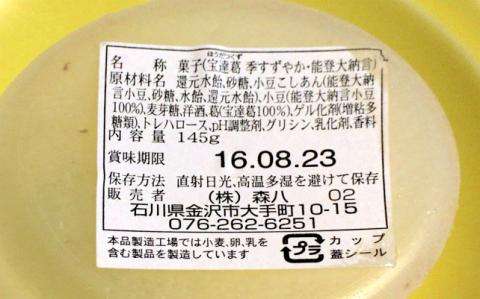 ほうだつくず
名 称 菓子(宝達葛 季すずやか・能登大納言)
原材料名 還元水飴、砂糖、小豆こしあん(能登大納
言小豆、砂糖、水飴、還元水飴)、小豆(能登大納言小豆
100%)、麦芽糖、洋酒、葛(宝達葛100%)、ゲル化剤(増粘多
糖類)、トレハロース、pH調整剤、グリシン、乳化剤、香料
内 容 量 145g
賞味期限 16.08.23
保存方法 直射日光、高温多湿を避けて保存
販 売 者 (株) 森八 02
石川県金沢市大手町10-15
076-262-6251
本品製造工場では小麦、卵、乳を
含む製品を製造しています
プラ
カップ
蓋シール